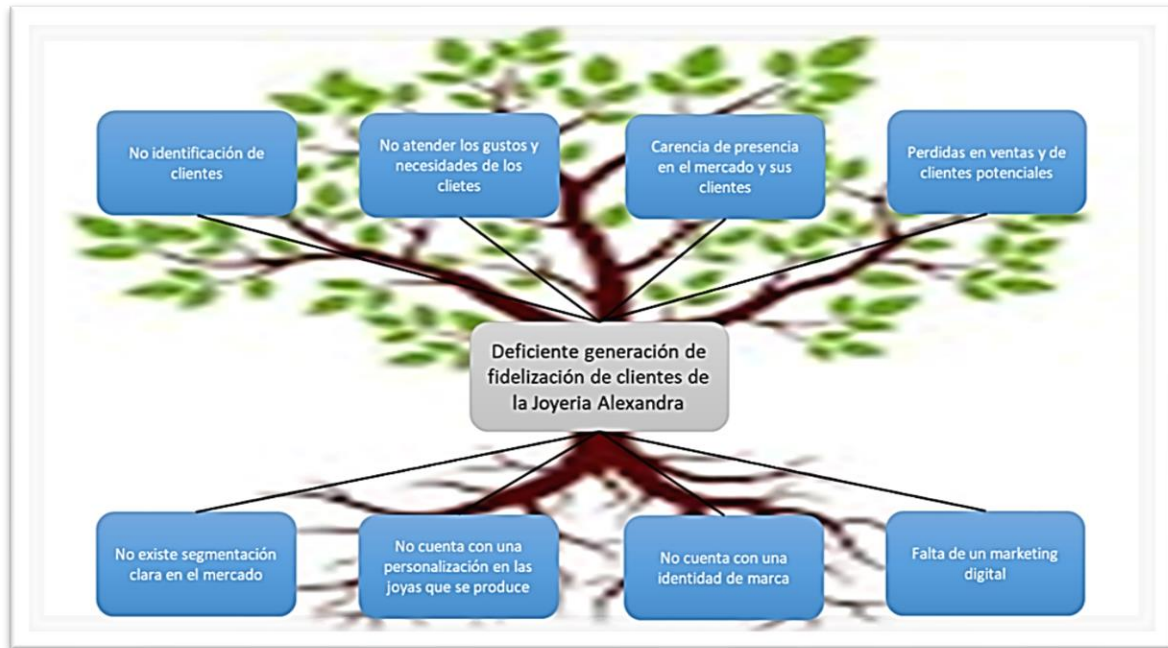 No identificación de
clientes
No atender los gustos y
necesidades de los
clietes
Carencia de presencia
en el mercado y sus
clientes
Perdidas en ventas y de
clientes potenciales
Deficiente generación de
fidelización de clientes de
la Joyeria Alexandra
No existe segmentación
clara en el mercado
No cuenta con una
personalización en las
joyas que se produce
No cuenta con una
identidad de marca
Falta de un marketing
digital